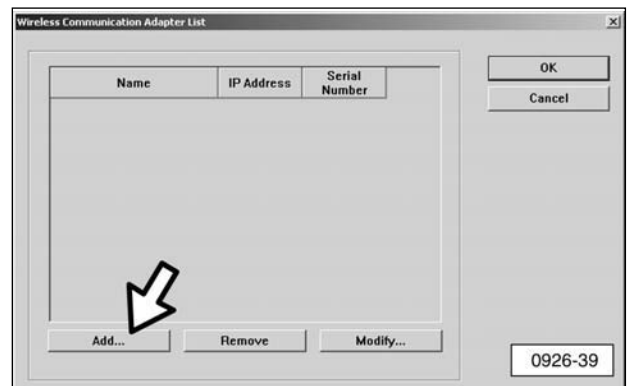 Wireless Communication Adapter List
Name IP Address Serial Number
OK
Cancel
Add... Remove Modify...
0926-39